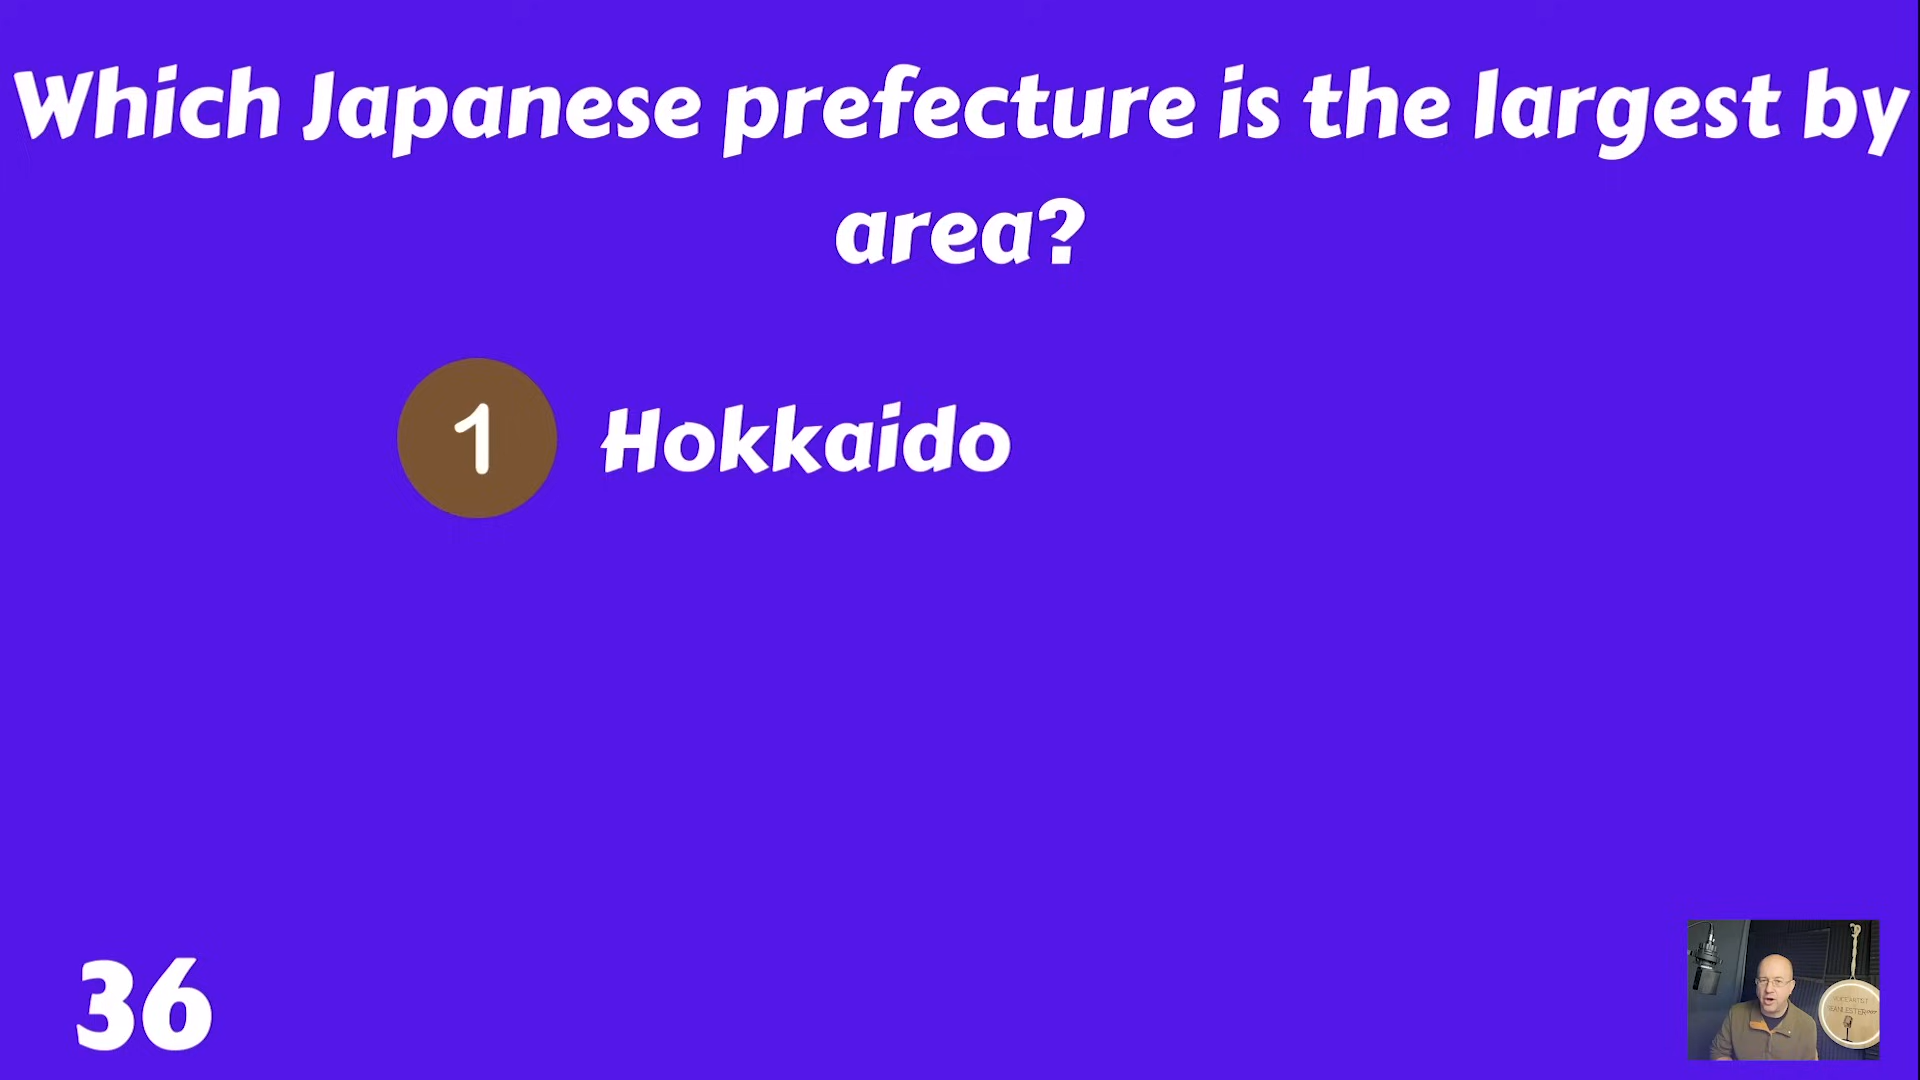 Which Japanese prefecture is the largest by
area?
1 Hokkaido
36